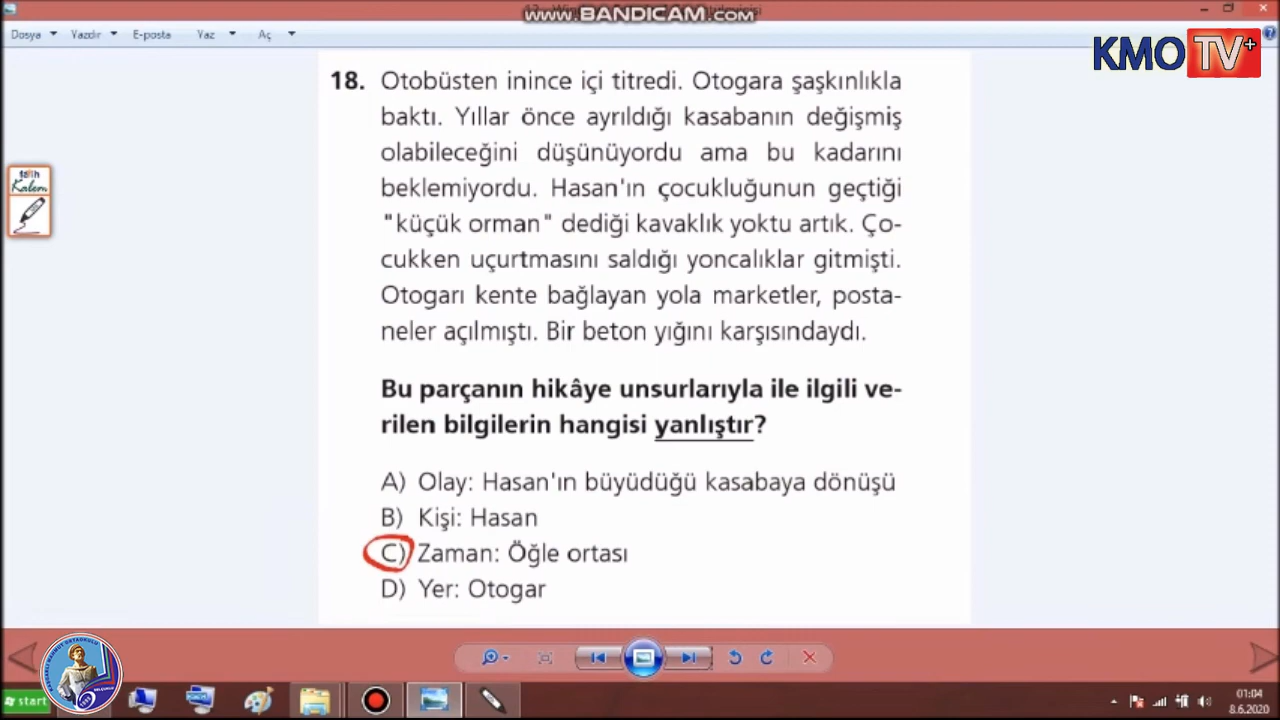 www.BANDICAM.com
Dosya Yazdır E-posta Yaz Aç
KMO TV+
18. Otobüsten inince içi titredi. Otogara şaşkınlıkla
baktı. Yıllar önce ayrıldığı kasabanın değişmiş
olabileceğini düşünüyordu ama bu kadarını
beklemiyordu. Hasan'ın çocukluğunun geçtiği
"küçük orman" dediği kavaklık yoktu artık. Ço-
cukken uçurtmasını saldığı yoncalıklar gitmişti.
Otogarı kente bağlayan yola marketler, posta-
neler açılmıştı. Bir beton yığını karşısındaydı.
fatih
Kalem
Bu parçanın hikâye unsurlarıyla ile ilgili ve-
rilen bilgilerin hangisi yanlıştır?
A) Olay: Hasan'ın büyüdüğü kasabaya dönüşü
B) Kişi: Hasan
C) Zaman: Öğle ortası
D) Yer: Otogar
start
01:04
8.6.2020